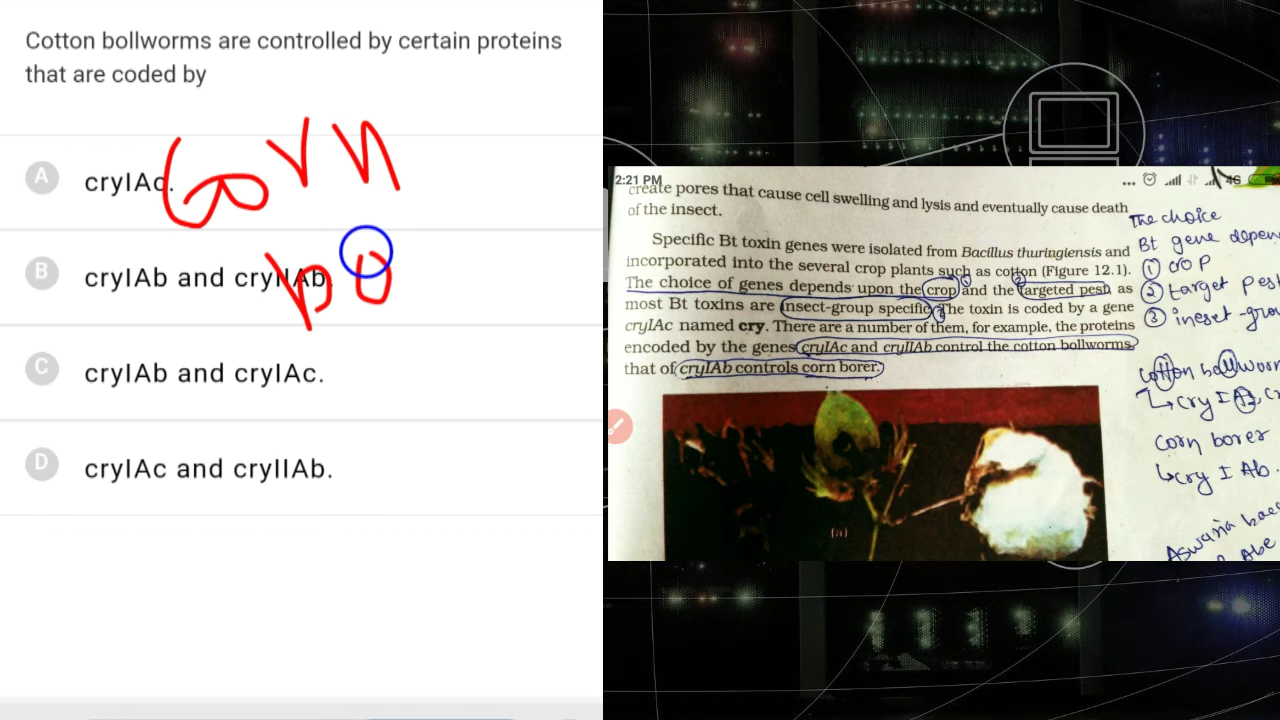 Cotton bollworms are controlled by certain proteins
that are coded by
A cryIAc.
B cryIAb and cryIIAb.
C cryIAb and cryIAc.
D cryIAc and cryIIAb.
Corn
bo
2:21 PM
4G
create pores that cause cell swelling and lysis and eventually cause death
of the insect.
Specific Bt toxin genes were isolated from Bacillus thuringiensis and
incorporated into the several crop plants such as cotton (Figure 12.1).
The choice of genes depends upon the crop and the targeted pest, as
most Bt toxins are insect-group specific. The toxin is coded by a gene
cryIAc named cry. There are a number of them, for example, the proteins
encoded by the genes cryIAc and cryIIAb control the cotton bollworms,
that of cryIAb controls corn borer.
(a)
The choice
Bt gene depen
① crop
② target Pes
③ inset-grou
cotton bollwor
corn borer
↳cry I Ab.